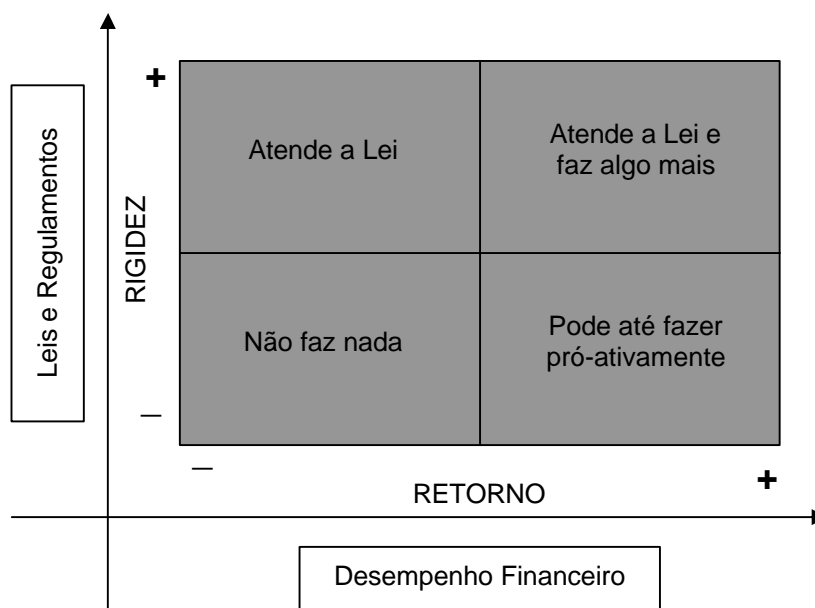 Leis e Regulamentos
RIGIDEZ
+
Atende a Lei
Atende a Lei e
faz algo mais
Não faz nada
Pode até fazer
pró-ativamente
–
–
+
RETORNO
Desempenho Financeiro